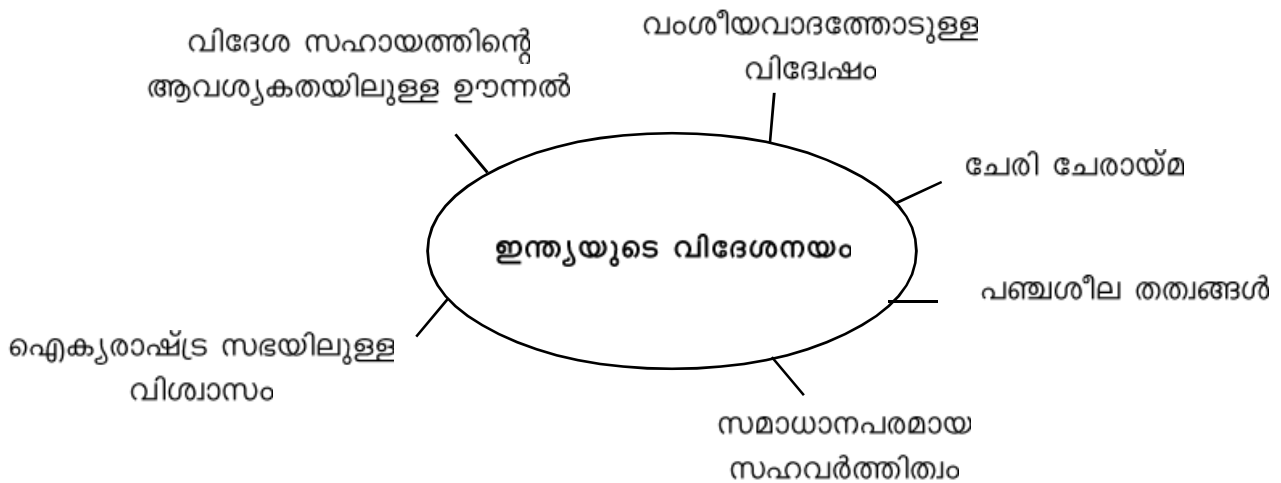 വിദേശ സഹായത്തിന്റെ
ആവശ്യകതയിലുള്ള ഊന്നൽ
വംശീയവാദത്തോടുള്ള
വിദ്വേഷം
ചേരി ചേരായ്മ
ഇന്ത്യയുടെ വിദേശനയം
പഞ്ചശീല തത്വങ്ങൾ
ഐക്യരാഷ്ട്ര സഭയിലുള്ള
വിശ്വാസം
സമാധാനപരമായ
സഹവർത്തിത്വം